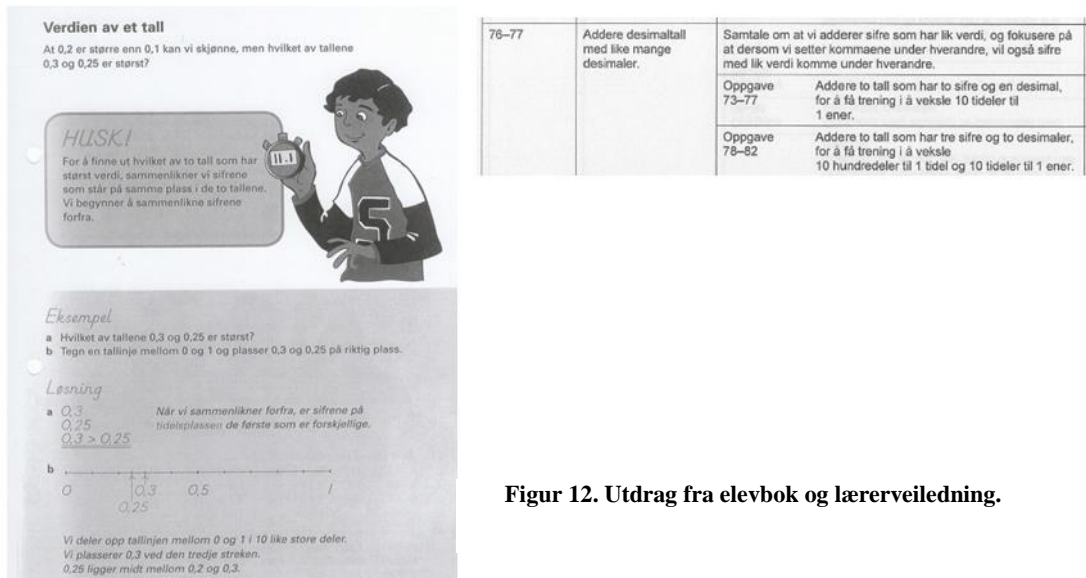 Verdien av et tall
At 0,2 er større enn 0,1 kan vi skjønne, men hvilket av tallene
0,3 og 0,25 er størst?
HUSK!
For å finne ut hvilket av to tall som har
størst verdi, sammenlikner vi sifrene
som står på samme plass i de to tallene.
Vi begynner å sammenlikne sifrene
forfra.
11.1
S
Eksempel
a Hvilket av tallene 0,3 og 0,25 er størst?
b Tegn en tallinje mellom 0 og 1 og plasser 0,3 og 0,25 på riktig plass.
Løsning
a 0,3 Når vi sammenlikner forfra, er sifrene på
0,25 tidelsplassen de første som er forskjellige.
0,3 > 0,25
b
0 0,3 0,5 1
0,25
Vi deler opp tallinjen mellom 0 og 1 i 10 like store deler.
Vi plasserer 0,3 ved den tredje streken.
0,25 ligger midt mellom 0,2 og 0,3.
76–77 Addere desimaltall Samtale om at vi adderer sifre som har lik verdi, og fokusere på
med like mange at dersom vi setter kommaene under hverandre, vil også sifre
desimaler. med lik verdi komme under hverandre.
Oppgave Addere to tall som har to sifre og en desimal,
73–77 for å få trening i å veksle 10 tideler til
1 ener.
Oppgave Addere to tall som har tre sifre og to desimaler,
78–82 for å få trening i å veksle
10 hundredeler til 1 tidel og 10 tideler til 1 ener.
Figur 12. Utdrag fra elevbok og lærerveiledning.